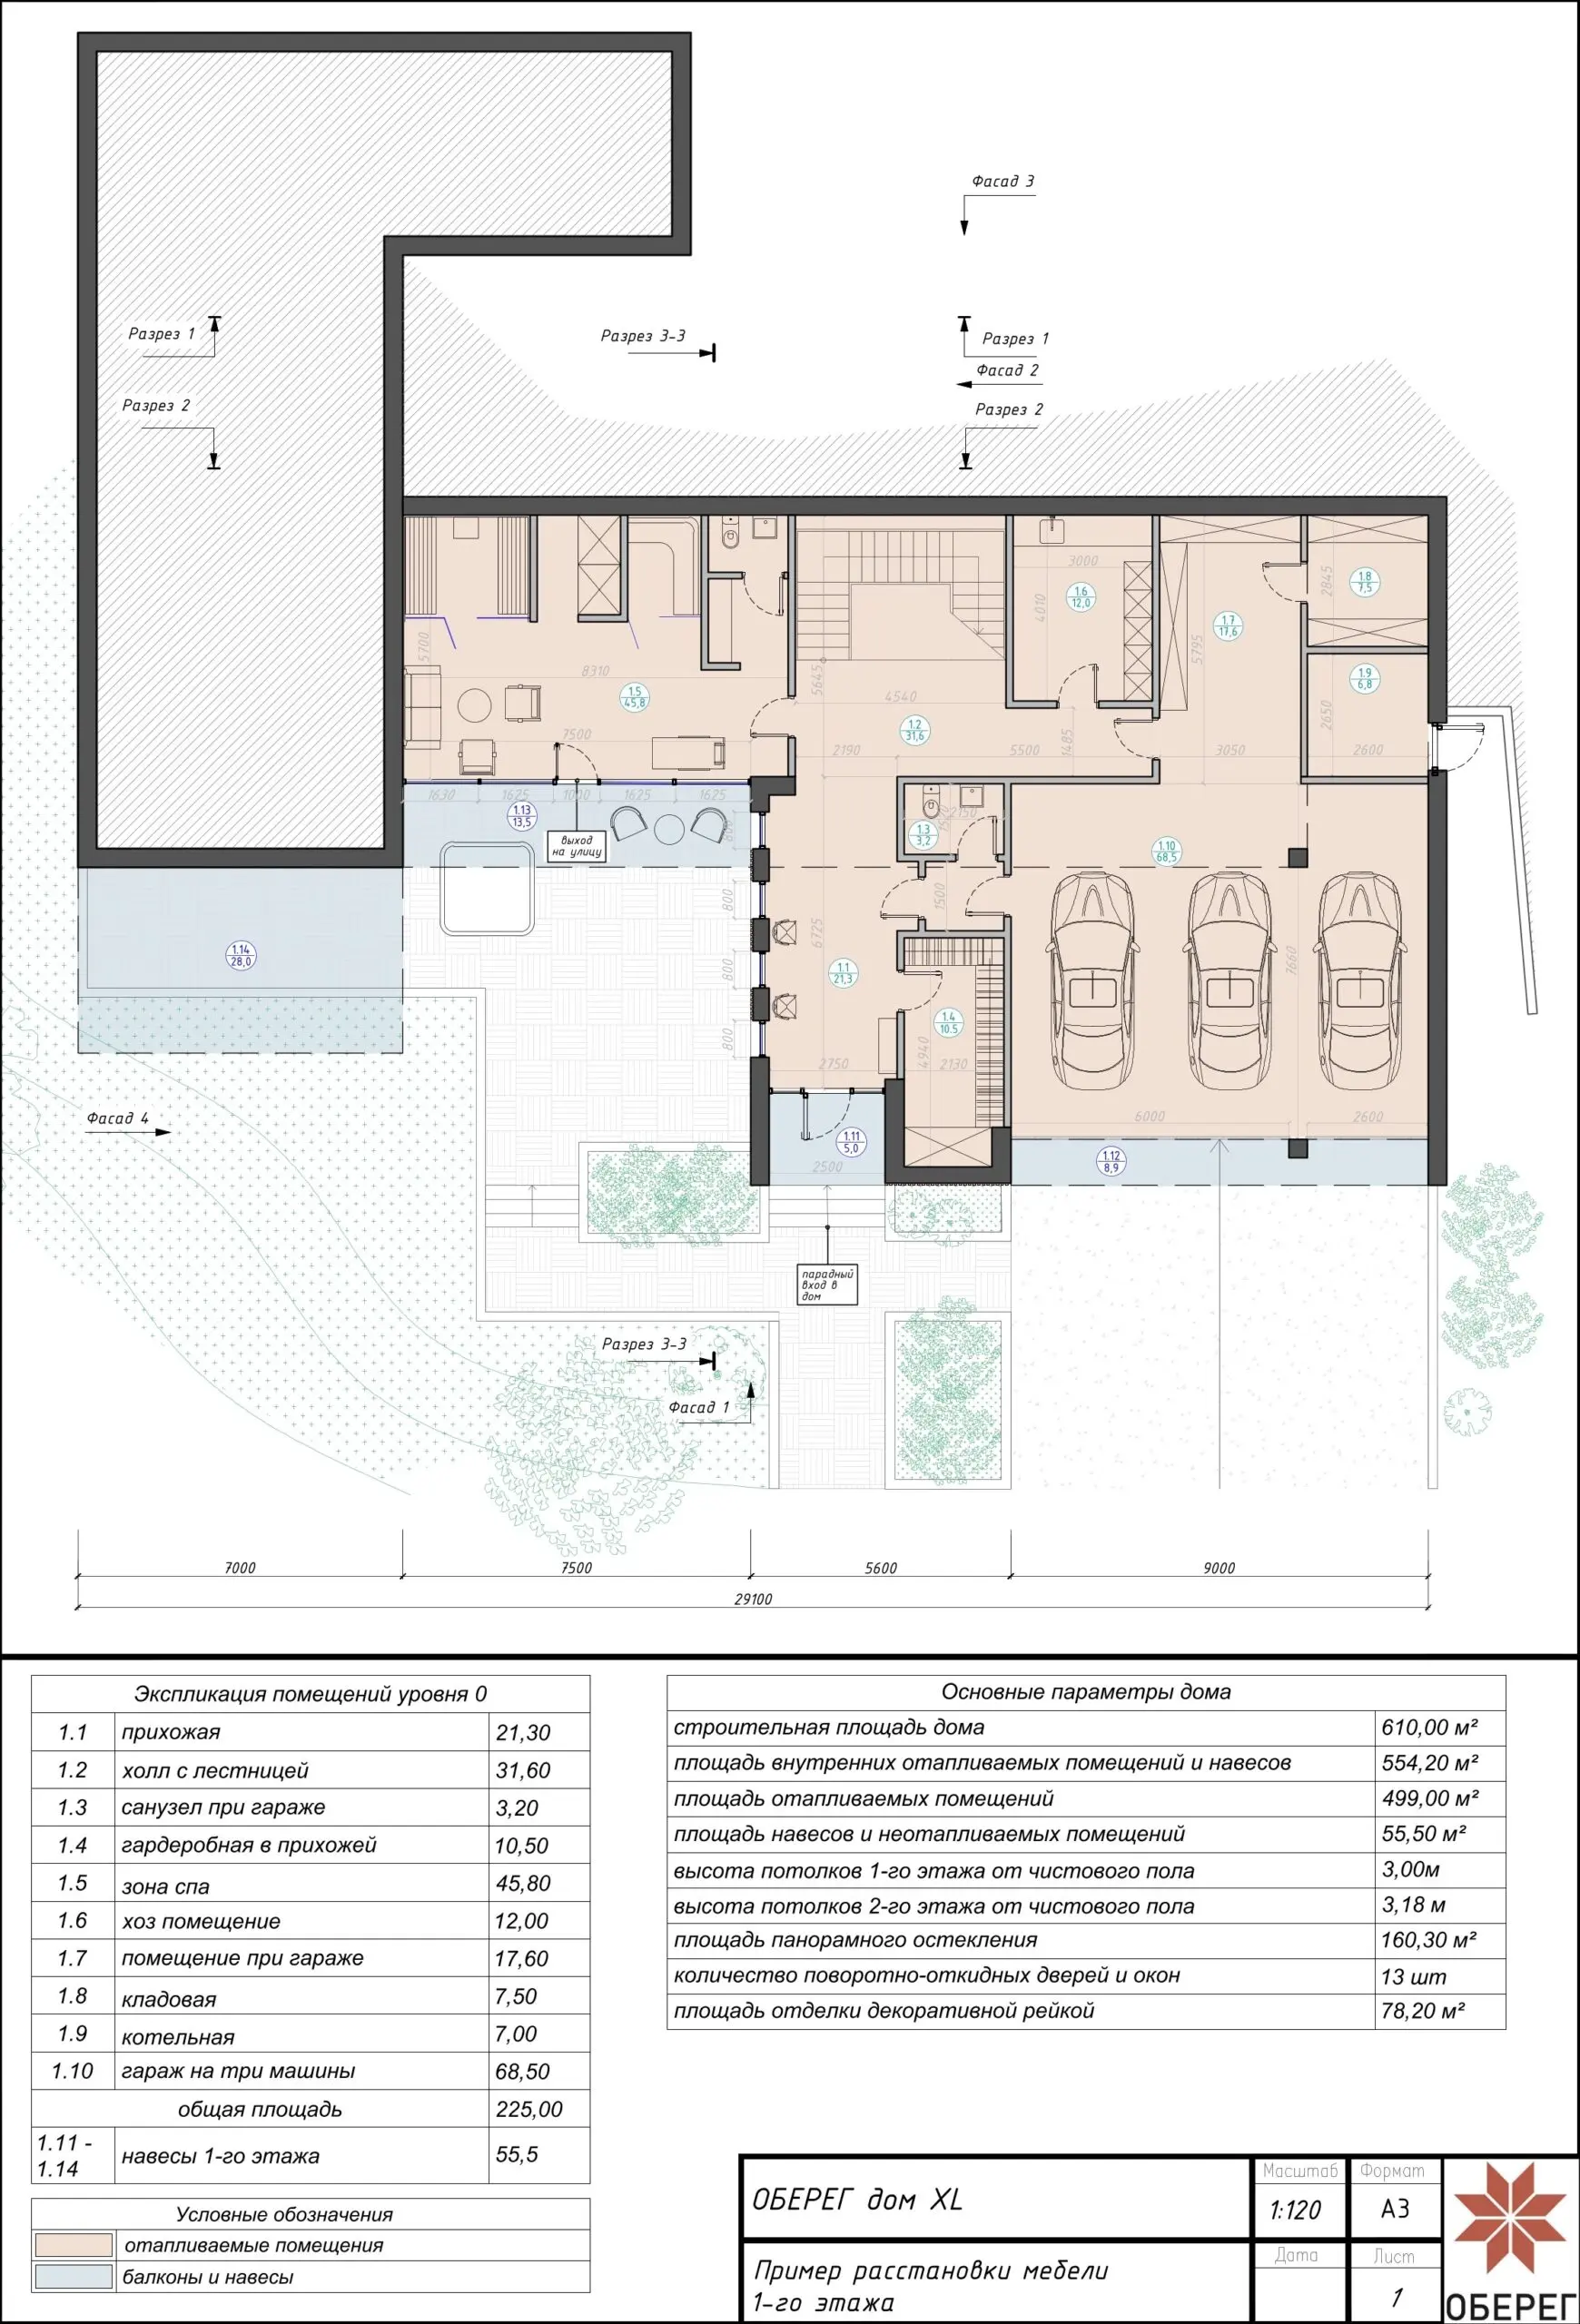 Фасад 3
Разрез 1
Разрез 3-3
Разрез 1
Фасад 2
Разрез 2
Разрез 2
3000
1.6
12,0
4010
2845
1.8
7,5
1.7
17,6
5795
5700
8310
1.5
45,8
5645
4540
1.9
6,8
2650
7500
1.2
31,6
2190
5500
1485
3050
2600
1630
1625
1000
1625
1625
1.13
13,5
выход
на улицу
800
2150
1.3
3,2
1.10
68,5
800
1500
6725
1.14
28,0
800
1.1
21,3
7660
1.4
10.5
800
4940
2750
2130
Фасад 4
6000
2600
1.11
5,0
2500
1.12
8,9
парадный
вход в
дом
Разрез 3-3
Фасад 1
7000
7500
5600
9000
29100
Экспликация помещений уровня 0
1.1 прихожая 21,30
1.2 холл с лестницей 31,60
1.3 санузел при гараже 3,20
1.4 гардеробная в прихожей 10,50
1.5 зона спа 45,80
1.6 хоз помещение 12,00
1.7 помещение при гараже 17,60
1.8 кладовая 7,50
1.9 котельная 7,00
1.10 гараж на три машины 68,50
общая площадь 225,00
1.11 -
1.14 навесы 1-го этажа 55,5
Условные обозначения
отапливаемые помещения
балконы и навесы
Основные параметры дома
строительная площадь дома 610,00 м²
площадь внутренних отапливаемых помещений и навесов 554,20 м²
площадь отапливаемых помещений 499,00 м²
площадь навесов и неотапливаемых помещений 55,50 м²
высота потолков 1-го этажа от чистового пола 3,00м
высота потолков 2-го этажа от чистового пола 3,18 м
площадь панорамного остекления 160,30 м²
количество поворотно-откидных дверей и окон 13 шт
площадь отделки декоративной рейкой 78,20 м²
ОБЕРЕГ дом XL
Масштаб
1:120
Формат
А3
Пример расстановки мебели
1-го этажа
Дата
Лист
1
ОБЕРЕГ